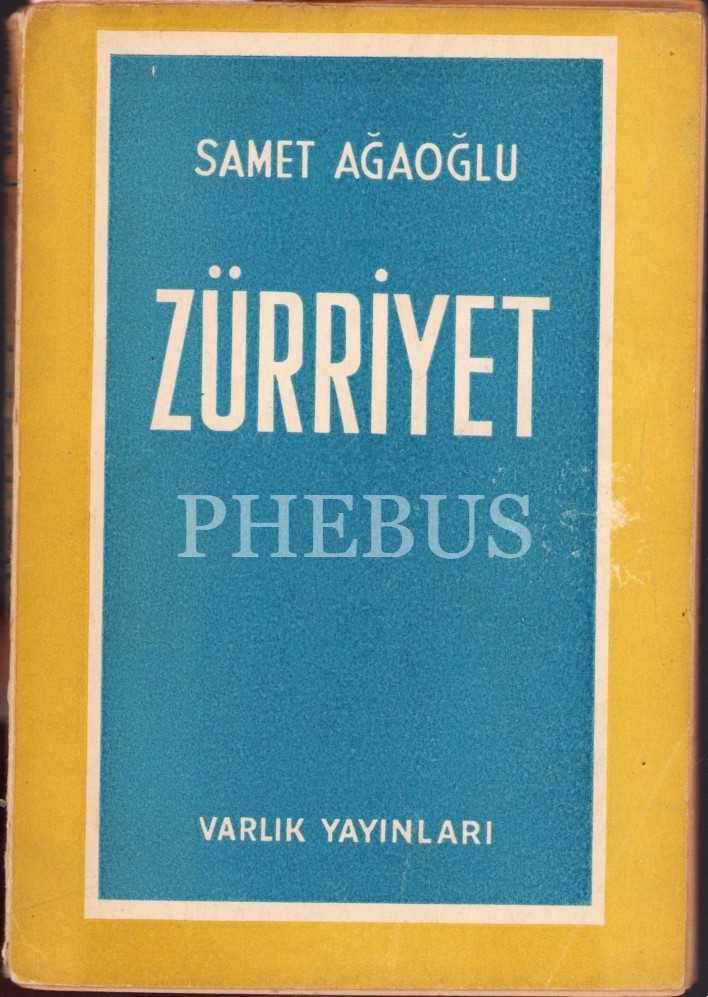 SAMET AĞAOĞLU
ZÜRRİYET
PHEBUS
VARLIK YAYINLARI